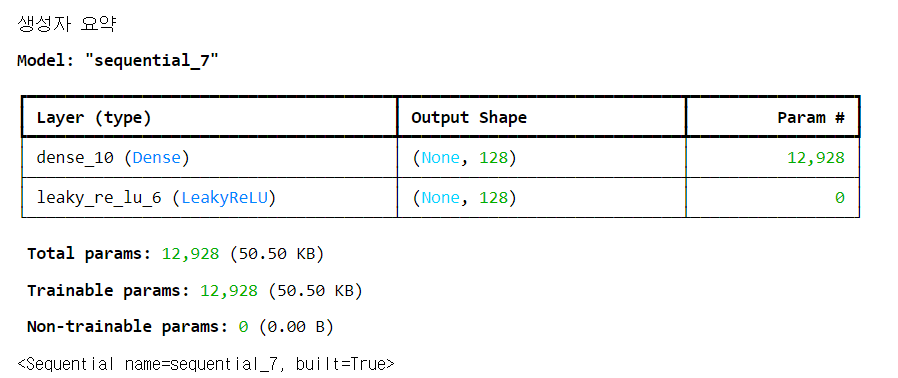 생성자 요약
Model: "sequential_7"
Layer (type) Output Shape Param #
dense_10 (Dense) (None, 128) 12,928
leaky_re_lu_6 (LeakyReLU) (None, 128) 0
Total params: 12,928 (50.50 KB)
Trainable params: 12,928 (50.50 KB)
Non-trainable params: 0 (0.00 B)
<Sequential name=sequential_7, built=True>